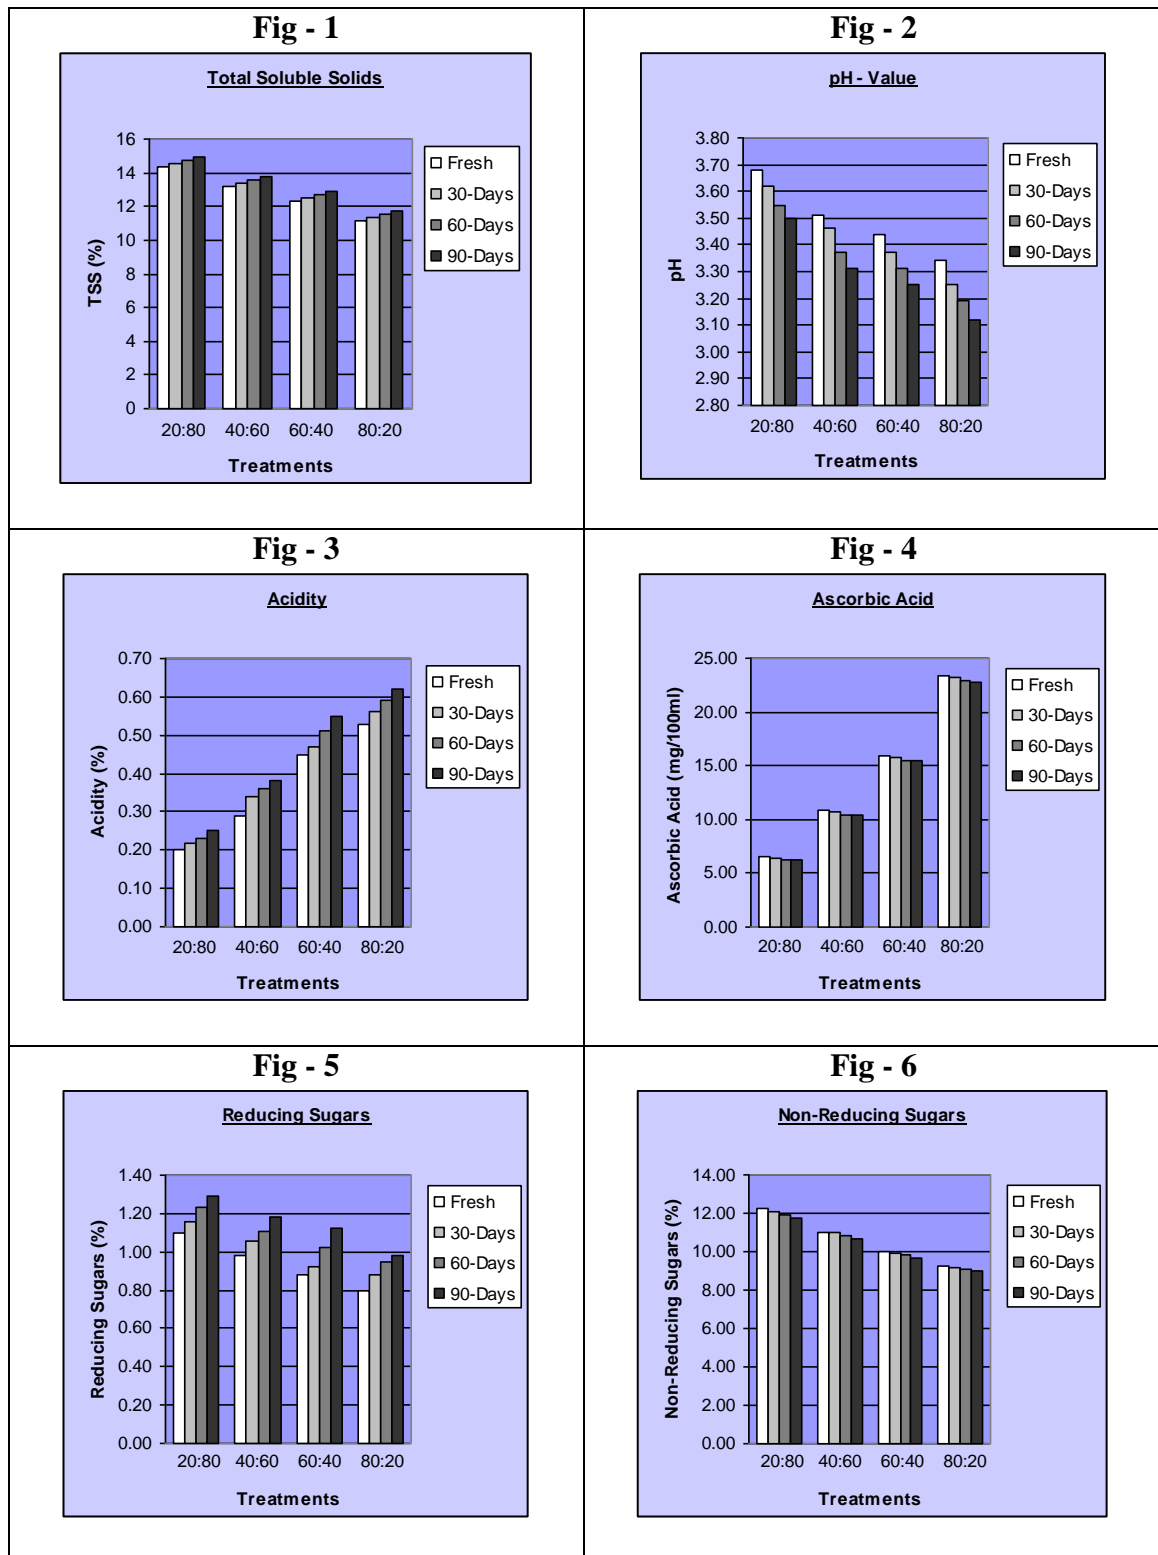 Fig - 1
Total Soluble Solids
TSS (%)
16
14
12
10
8
6
4
2
0
20:80 40:60 60:40 80:20
Treatments
Fresh
30-Days
60-Days
90-Days
Fig - 2
pH - Value
pH
3.80
3.70
3.60
3.50
3.40
3.30
3.20
3.10
3.00
2.90
2.80
20:80 40:60 60:40 80:20
Treatments
Fresh
30-Days
60-Days
90-Days
Fig - 3
Acidity
Acidity (%)
0.70
0.60
0.50
0.40
0.30
0.20
0.10
0.00
20:80 40:60 60:40 80:20
Treatments
Fresh
30-Days
60-Days
90-Days
Fig - 4
Ascorbic Acid
Ascorbic Acid (mg/100ml)
25.00
20.00
15.00
10.00
5.00
0.00
20:80 40:60 60:40 80:20
Treatments
Fresh
30-Days
60-Days
90-Days
Fig - 5
Reducing Sugars
Reducing Sugars (%)
1.40
1.20
1.00
0.80
0.60
0.40
0.20
0.00
20:80 40:60 60:40 80:20
Treatments
Fresh
30-Days
60-Days
90-Days
Fig - 6
Non-Reducing Sugars
Non-Reducing Sugars (%)
14.00
12.00
10.00
8.00
6.00
4.00
2.00
0.00
20:80 40:60 60:40 80:20
Treatments
Fresh
30-Days
60-Days
90-Days